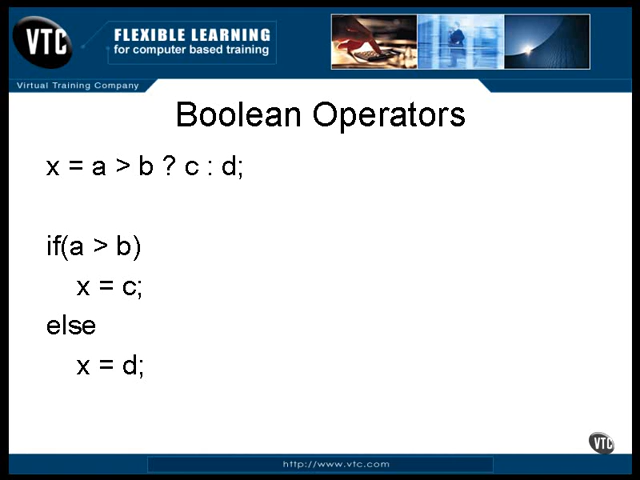 VTC
FLEXIBLE LEARNING
for computer based training
Virtual Training Company
Boolean Operators
x = a > b ? c : d;
if(a > b)
x = c;
else
x = d;
VTC
http://www.vtc.com